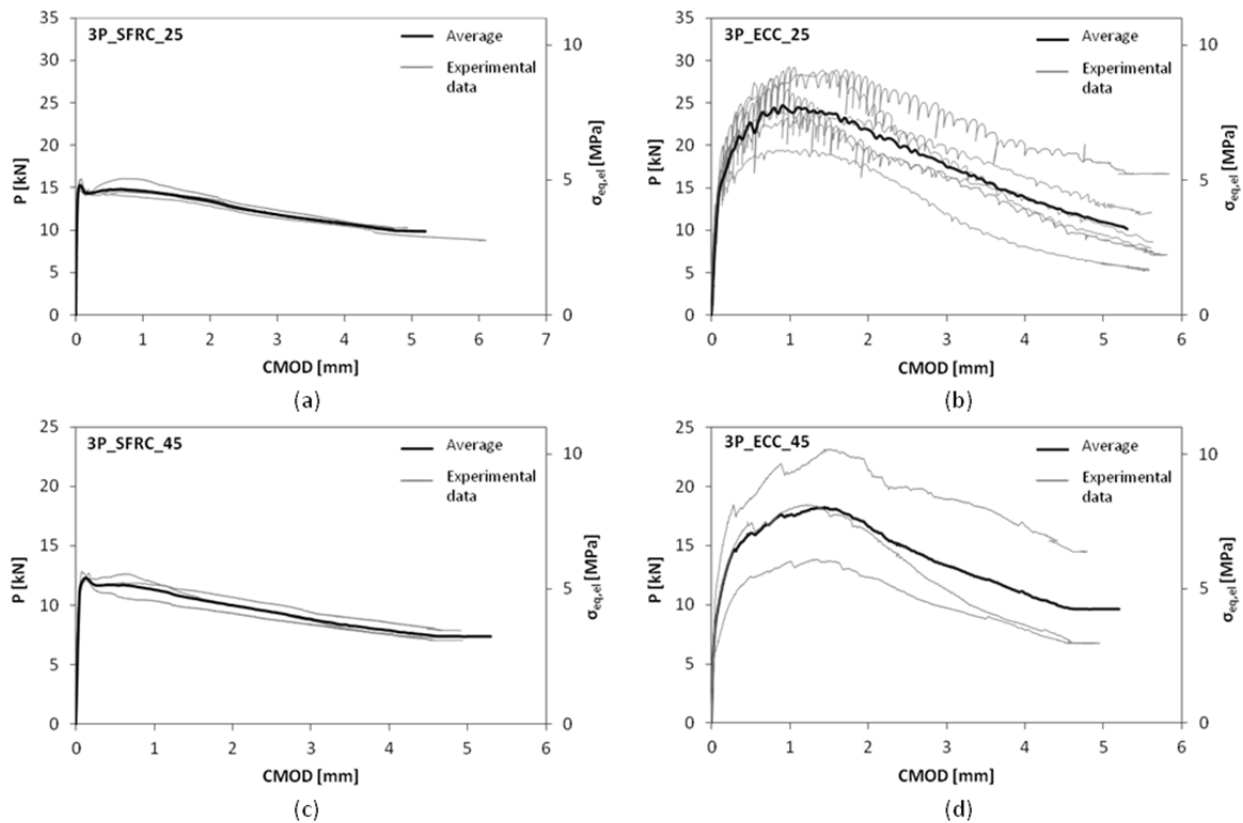 3P_SFRC_25
Average
Experimental
data
P [kN]
35
30
25
20
15
10
5
0
10
5
0
σeq,el [MPa]
0 1 2 3 4 5 6 7
CMOD [mm]
(a)
3P_ECC_25
Average
Experimental
data
P [kN]
35
30
25
20
15
10
5
0
10
5
0
σeq,el [MPa]
0 1 2 3 4 5 6
CMOD [mm]
(b)
3P_SFRC_45
Average
Experimental
data
P [kN]
25
20
15
10
5
0
10
5
0
σeq,el [MPa]
0 1 2 3 4 5 6
CMOD [mm]
(c)
3P_ECC_45
Average
Experimental
data
P [kN]
25
20
15
10
5
0
10
5
0
σeq,el [MPa]
0 1 2 3 4 5 6
CMOD [mm]
(d)